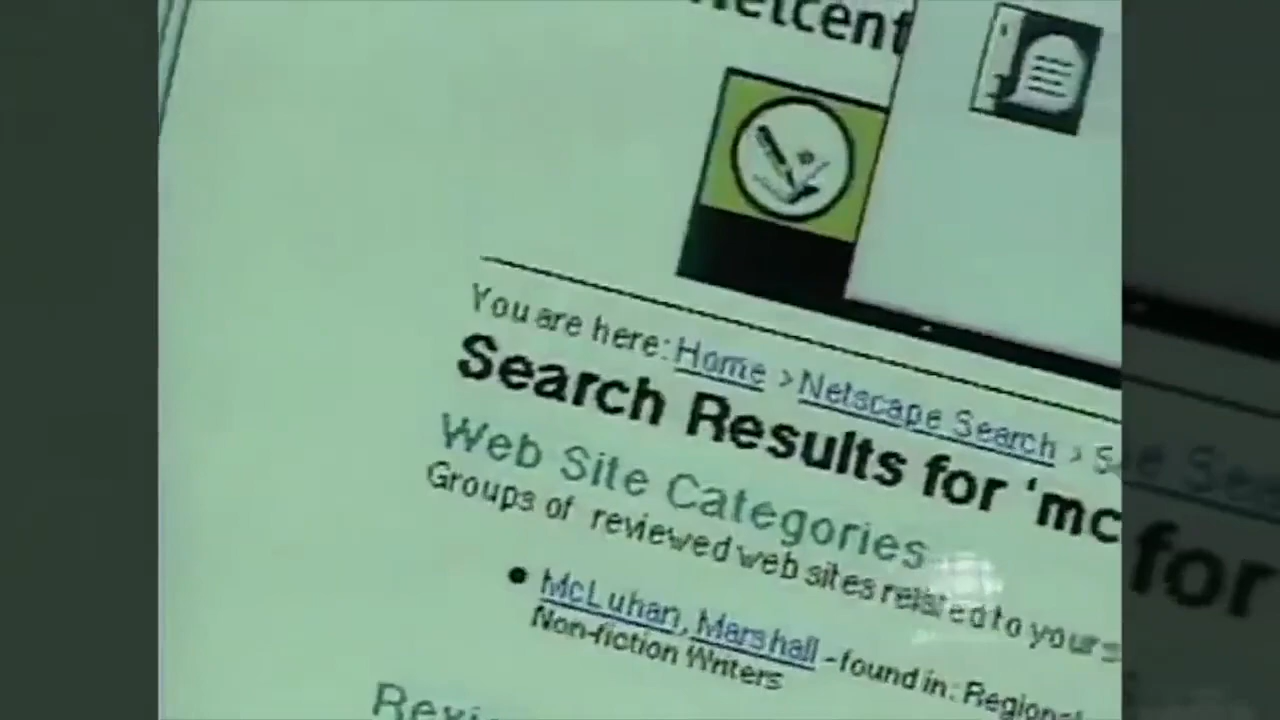 netcent
You are here: Home > Netscape Search >
Search Results for 'mc
Web Site Categories
Groups of reviewed web sites related to your
McLuhan, Marshall - found in: Regional
Non-fiction Writers